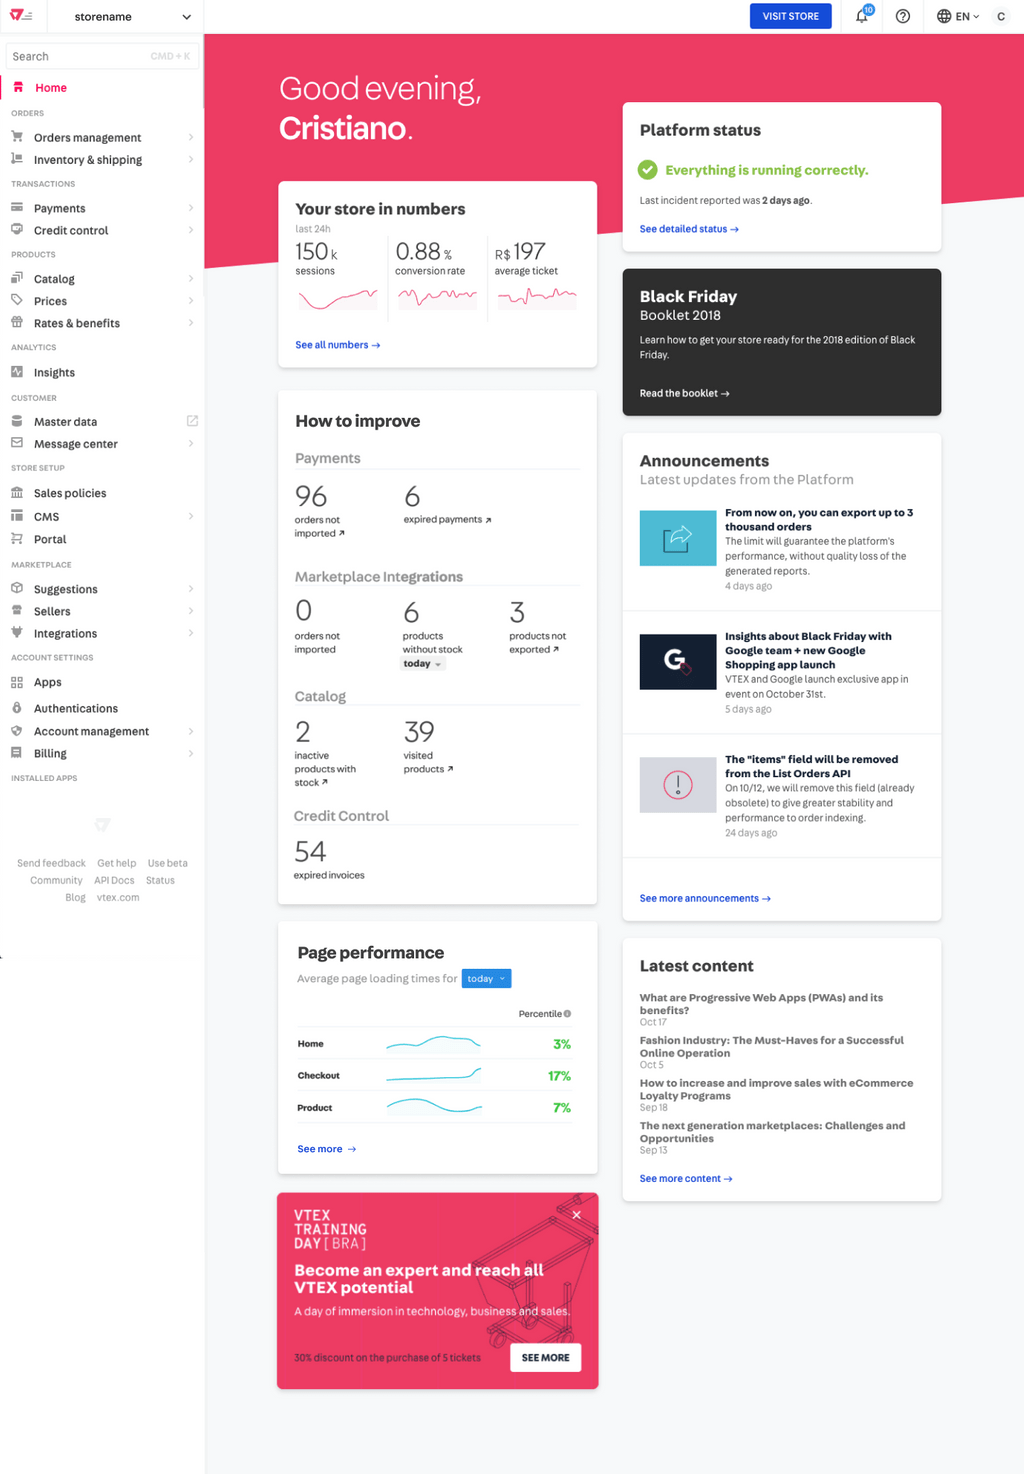 storename
VISIT STORE
10
EN
C
Search
CMD + K
Home
ORDERS
Orders management
Inventory & shipping
TRANSACTIONS
Payments
Credit control
PRODUCTS
Catalog
Prices
Rates & benefits
ANALYTICS
Insights
CUSTOMER
Master data
Message center
STORE SETUP
Sales policies
CMS
Portal
MARKETPLACE
Suggestions
Sellers
Integrations
ACCOUNT SETTINGS
Apps
Authentications
Account management
Billing
INSTALLED APPS
Send feedback Get help Use beta
Community API Docs Status
Blog vtex.com
Good evening,
Cristiano.
Your store in numbers
last 24h
150 k
sessions
0.88 %
conversion rate
R$ 197
average ticket
See all numbers →
How to improve
Payments
96
orders not
imported ↗
6
expired payments ↗
Marketplace Integrations
0
orders not
imported
6
products
without stock
today
3
products not
exported ↗
Catalog
2
inactive
products with
stock ↗
39
visited
products ↗
Credit Control
54
expired invoices
Page performance
Average page loading times for today
Percentile
Home 3%
Checkout 17%
Product 7%
See more →
VTEX
TRAINING
DAY[BRA]
Become an expert and reach all
VTEX potential
A day of immersion in technology, business and sales.
30% discount on the purchase of 5 tickets
SEE MORE
Platform status
Everything is running correctly.
Last incident reported was 2 days ago.
See detailed status →
Black Friday
Booklet 2018
Learn how to get your store ready for the 2018 edition of Black
Friday.
Read the booklet →
Announcements
Latest updates from the Platform
From now on, you can export up to 3
thousand orders
The limit will guarantee the platform's
performance, without quality loss of the
generated reports.
4 days ago
G
Insights about Black Friday with
Google team + new Google
Shopping app launch
VTEX and Google launch exclusive app in
event on October 31st.
5 days ago
The "items" field will be removed
from the List Orders API
On 10/12, we will remove this field (already
obsolete) to give greater stability and
performance to order indexing.
24 days ago
See more announcements →
Latest content
What are Progressive Web Apps (PWAs) and its
benefits?
Oct 17
Fashion Industry: The Must-Haves for a Successful
Online Operation
Oct 5
How to increase and improve sales with eCommerce
Loyalty Programs
Sep 18
The next generation marketplaces: Challenges and
Opportunities
Sep 13
See more content →